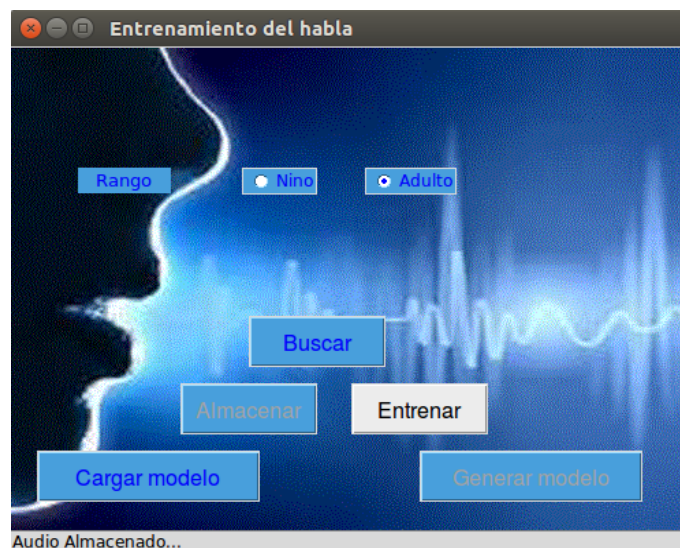 Entrenamiento del habla
Rango Nino Adulto
Buscar
Almacenar Entrenar
Cargar modelo Generar modelo
Audio Almacenado...